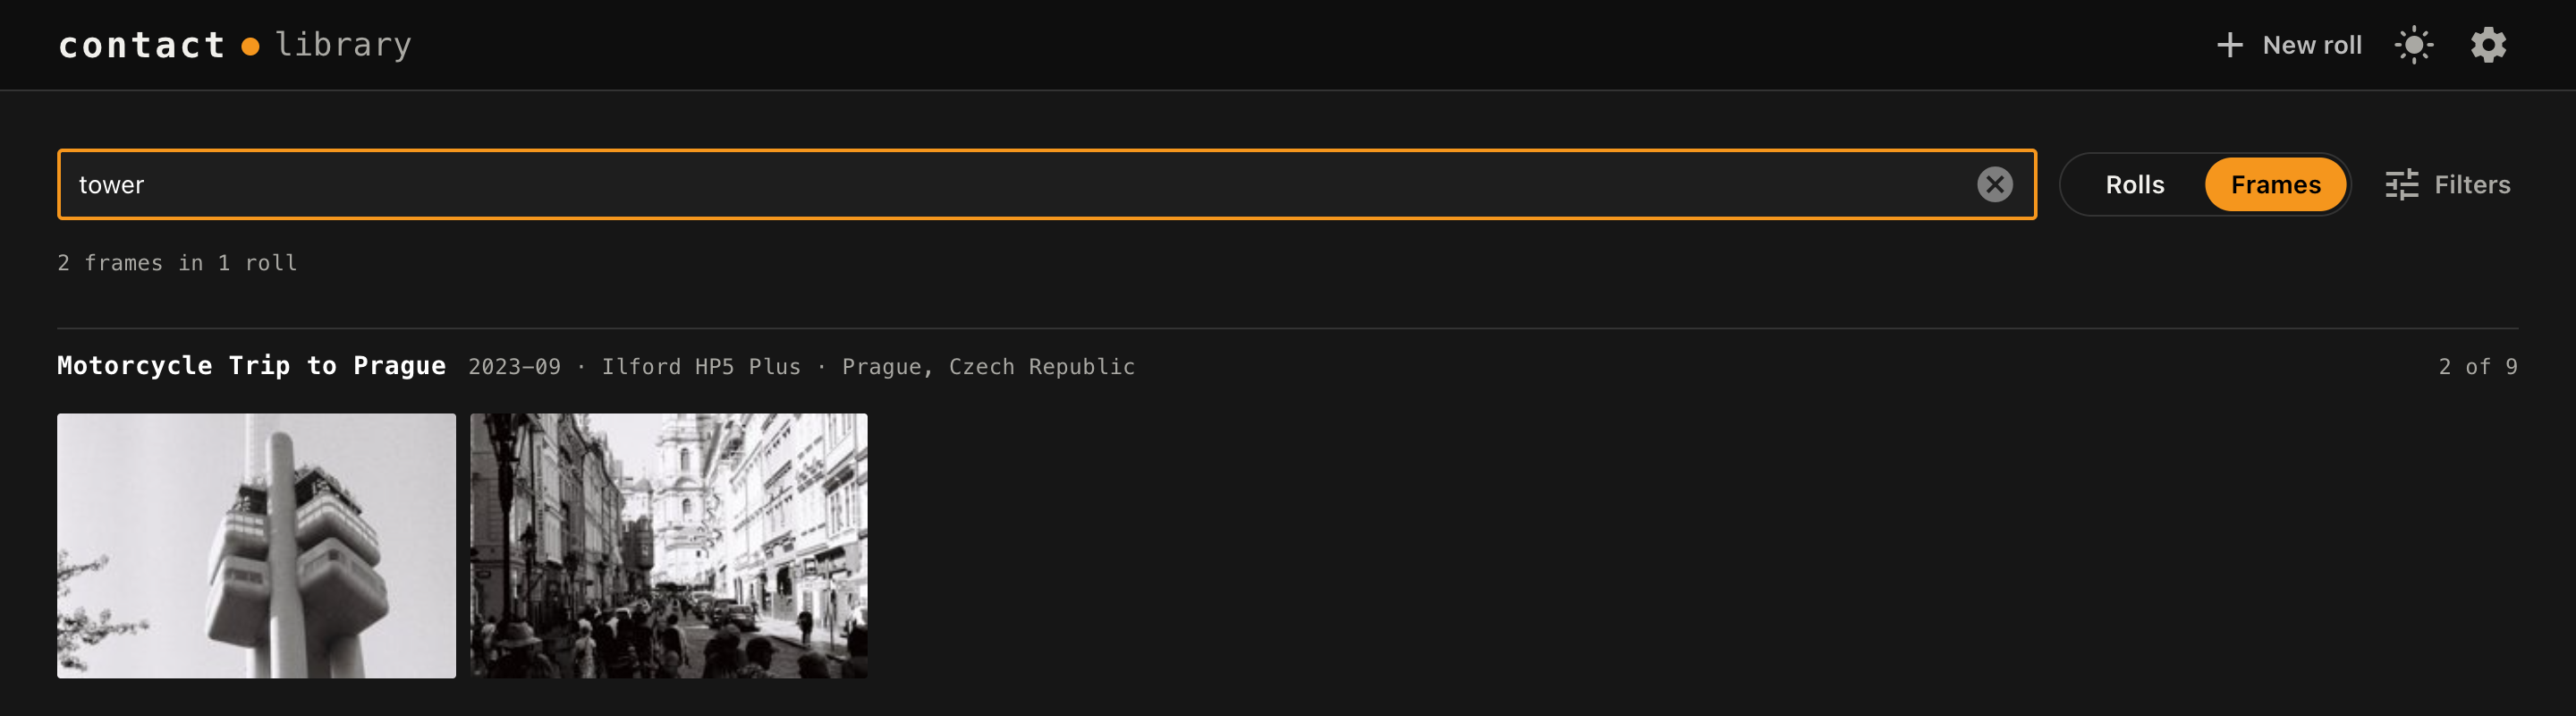 contact library
New roll
tower
Rolls
Frames
Filters
2 frames in 1 roll
Motorcycle Trip to Prague 2023–09 · Ilford HP5 Plus · Prague, Czech Republic
2 of 9